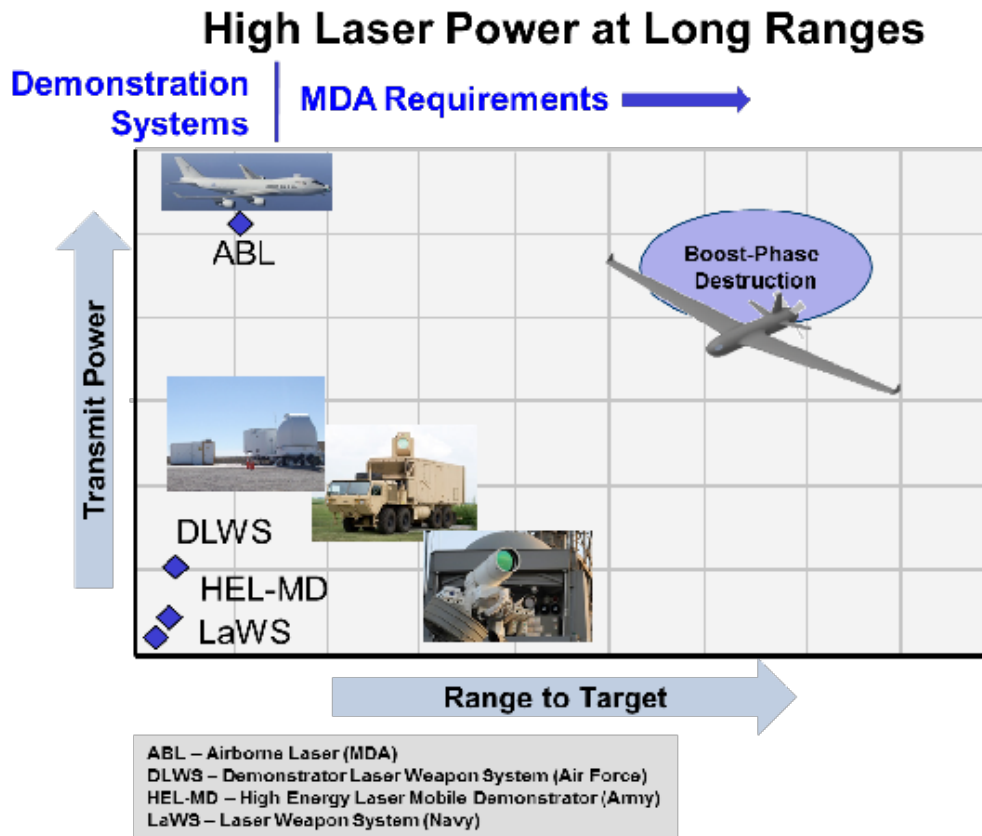 High Laser Power at Long Ranges
Demonstration
Systems
MDA Requirements
ABL
Boost-Phase
Destruction
Transmit Power
DLWS
HEL-MD
LaWS
Range to Target
ABL – Airborne Laser (MDA)
DLWS – Demonstrator Laser Weapon System (Air Force)
HEL-MD – High Energy Laser Mobile Demonstrator (Army)
LaWS – Laser Weapon System (Navy)